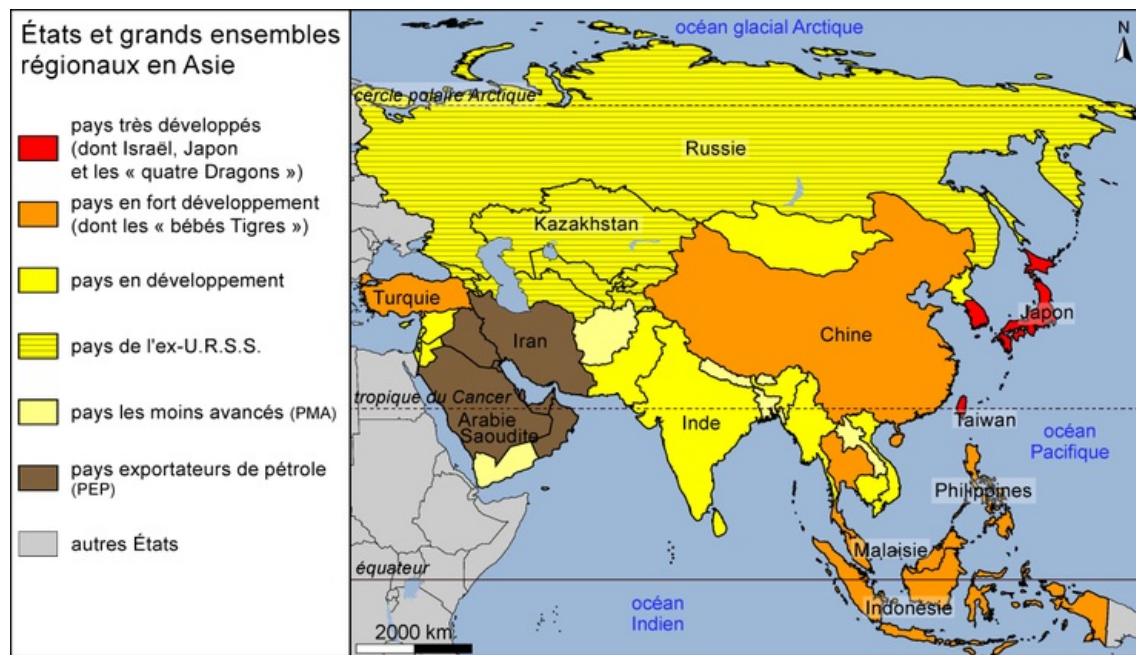 États et grands ensembles
régionaux en Asie
pays très développés
(dont Israël, Japon
et les « quatre Dragons »)
pays en fort développement
(dont les « bébés Tigres »)
pays en développement
pays de l'ex-U.R.S.S.
pays les moins avancés (PMA)
pays exportateurs de pétrole
(PEP)
autres États
océan glacial Arctique
N
cercle polaire Arctique
Russie
Kazakhstan
Turquie
Iran
Chine
Japon
tropique du Cancer
Arabie
Saoudite
Inde
Taiwan
océan
Pacifique
Philippines
Malaisie
équateur
Indonésie
océan
Indien
2000 km